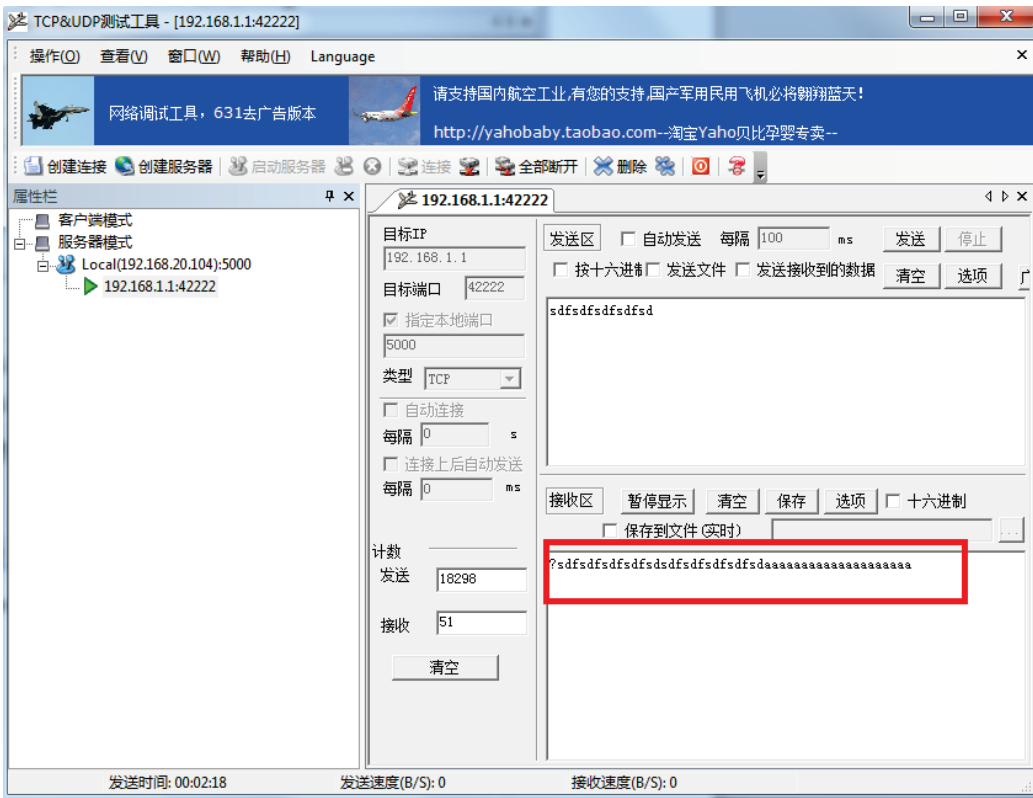 TCP&UDP测试工具 - [192.168.1.1:42222]
操作(O) 查看(V) 窗口(W) 帮助(H) Language
网络调试工具，631去广告版本
请支持国内航空工业,有您的支持,国产军用民用飞机必将翱翔蓝天!
http://yahobaby.taobao.com--淘宝Yaho贝比孕婴专卖--
创建连接 创建服务器 启动服务器 连接 全部断开 删除
属性栏
客户端模式
服务器模式
Local(192.168.20.104):5000
192.168.1.1:42222
192.168.1.1:42222
目标IP
192.168.1.1
目标端口 42222
指定本地端口
5000
类型 TCP
自动连接
每隔 0 s
连接上后自动发送
每隔 0 ms
计数
发送 18298
接收 51
清空
发送区 自动发送 每隔 100 ms 发送 停止
按十六进制 发送文件 发送接收到的数据 清空 选项
sdfsdfsdfsdfsd
接收区 暂停显示 清空 保存 选项 十六进制
保存到文件(实时) ...
?sdfsdfsdfsdfsdsdfsdfsdfsdfsdaaaaaaaaaaaaaaaaaaaaa
发送时间: 00:02:18 发送速度(B/S): 0 接收速度(B/S): 0